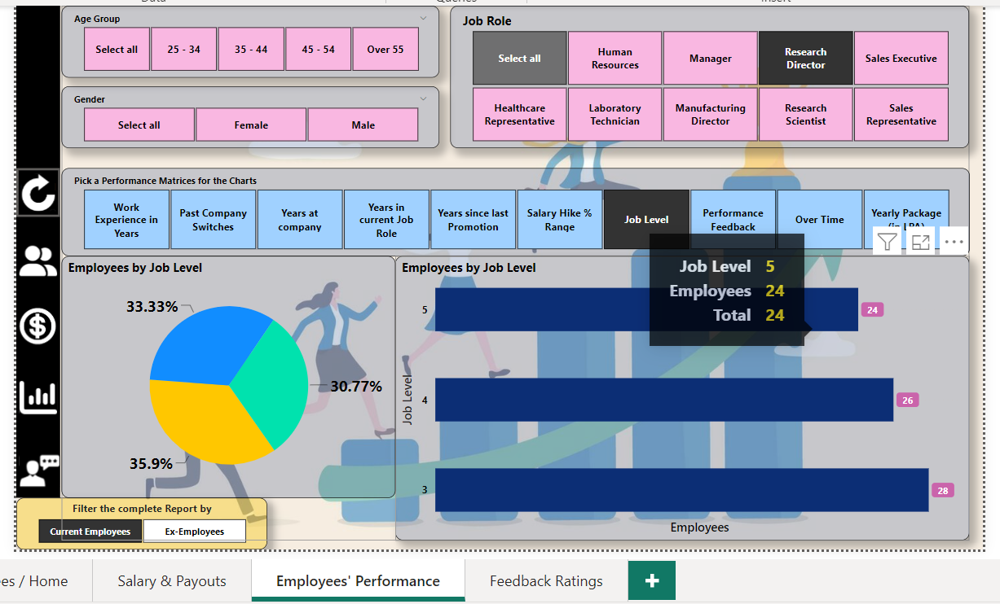 Age Group
Select all
25 - 34
35 - 44
45 - 54
Over 55
Gender
Select all
Female
Male
Job Role
Select all
Human
Resources
Manager
Research
Director
Sales Executive
Healthcare
Representative
Laboratory
Technician
Manufacturing
Director
Research
Scientist
Sales
Representative
Pick a Performance Matrices for the Charts
Work
Experience in
Years
Past Company
Switches
Years at
company
Years in
current Job
Role
Years since last
Promotion
Salary Hike %
Range
Job Level
Performance
Feedback
Over Time
Yearly Package
Employees by Job Level
33.33%
30.77%
35.9%
Employees by Job Level
Job Level 5
Employees 24
Total 24
Job Level
5
24
4
26
3
28
Employees
Filter the complete Report by
Current Employees
Ex-Employees
es / Home
Salary & Payouts
Employees' Performance
Feedback Ratings
+